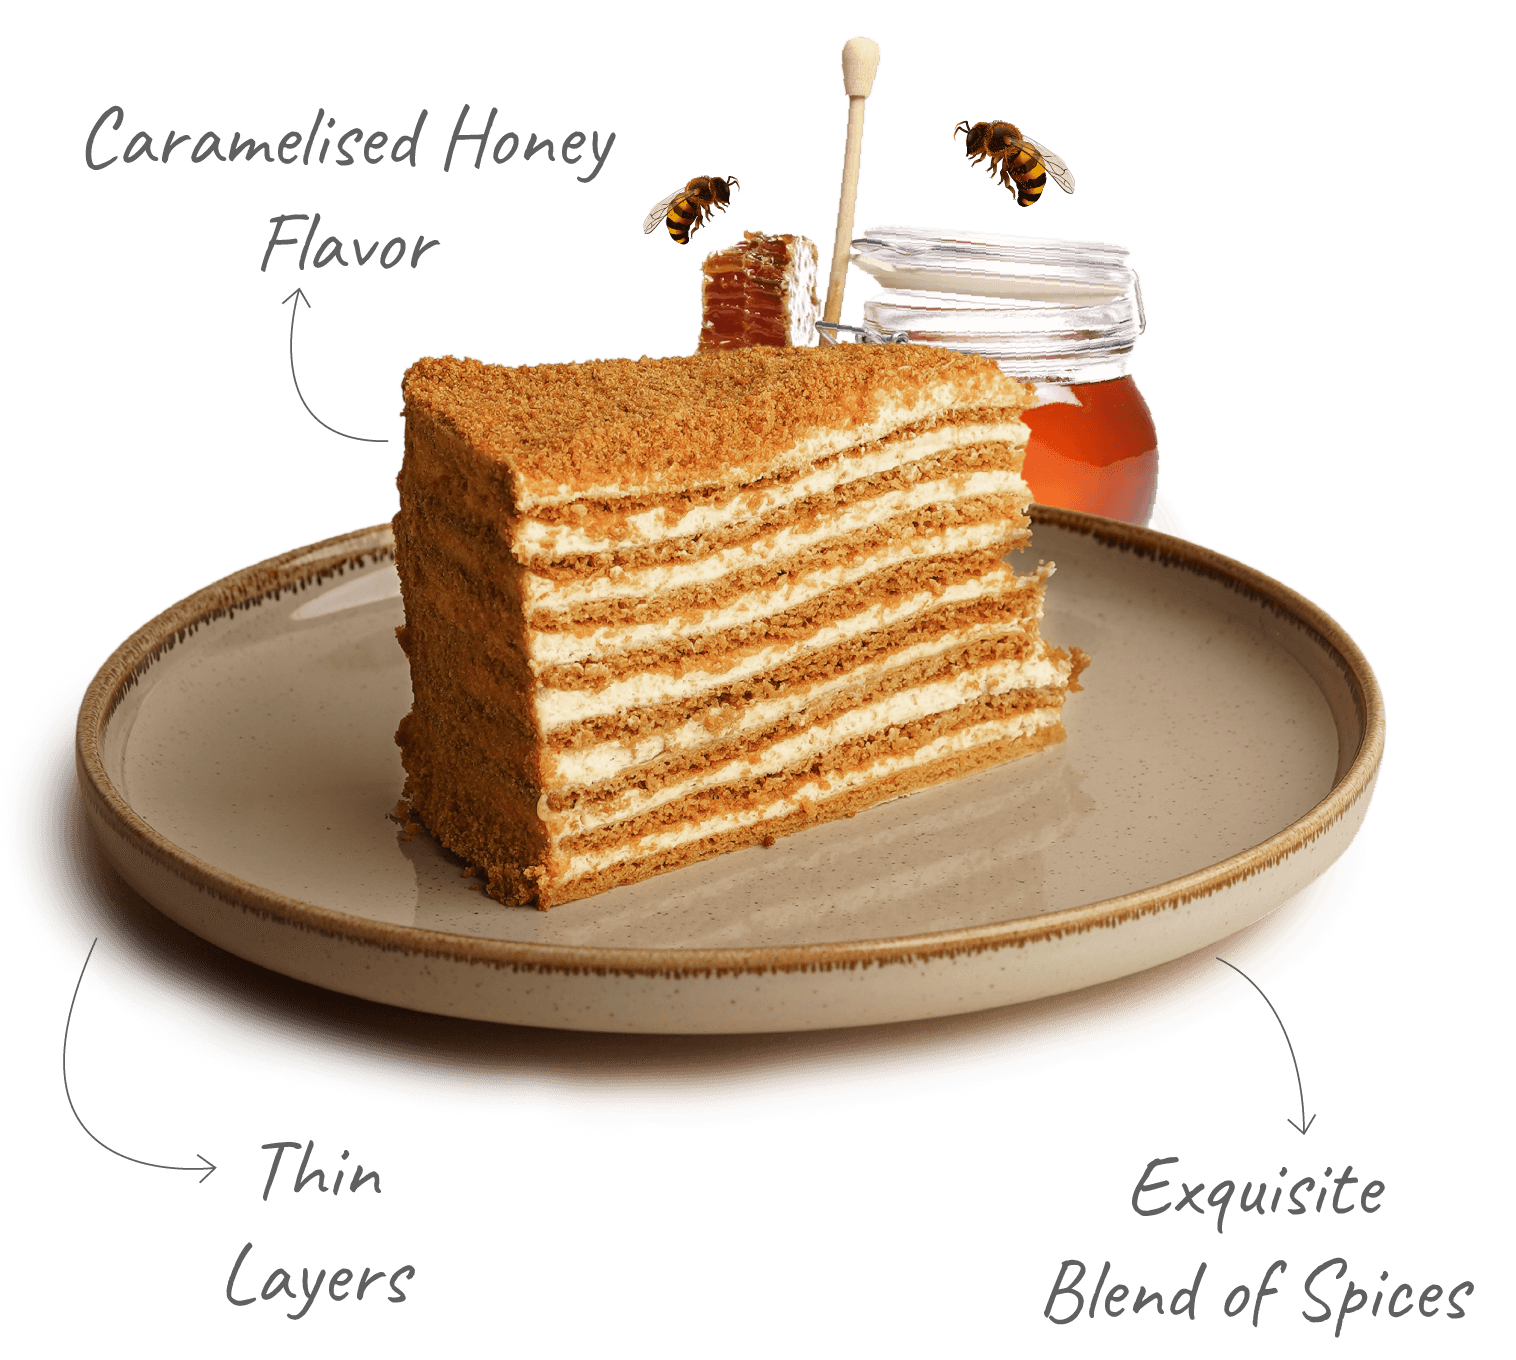 Caramelised Honey
Flavor
Thin
Layers
Exquisite
Blend of Spices